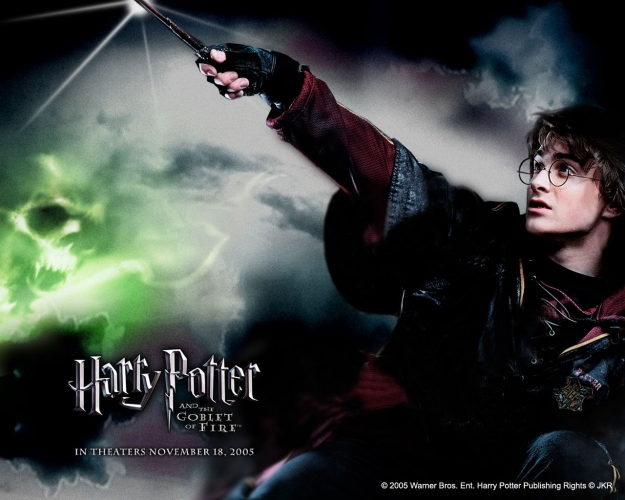 Harry Potter
AND THE
GOBLET
OF FIRE™
IN THEATERS NOVEMBER 18, 2005
© 2005 Warner Bros. Ent. Harry Potter Publishing Rights © JKR